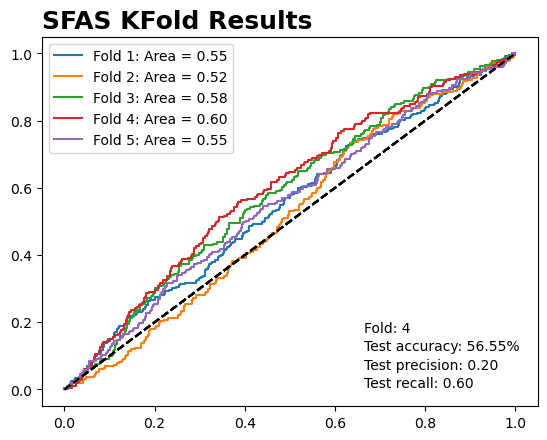 SFAS KFold Results
Fold 1: Area = 0.55
Fold 2: Area = 0.52
Fold 3: Area = 0.58
Fold 4: Area = 0.60
Fold 5: Area = 0.55
1.0
0.8
0.6
0.4
0.2
0.0
Fold: 4
Test accuracy: 56.55%
Test precision: 0.20
Test recall: 0.60
0.0 0.2 0.4 0.6 0.8 1.0